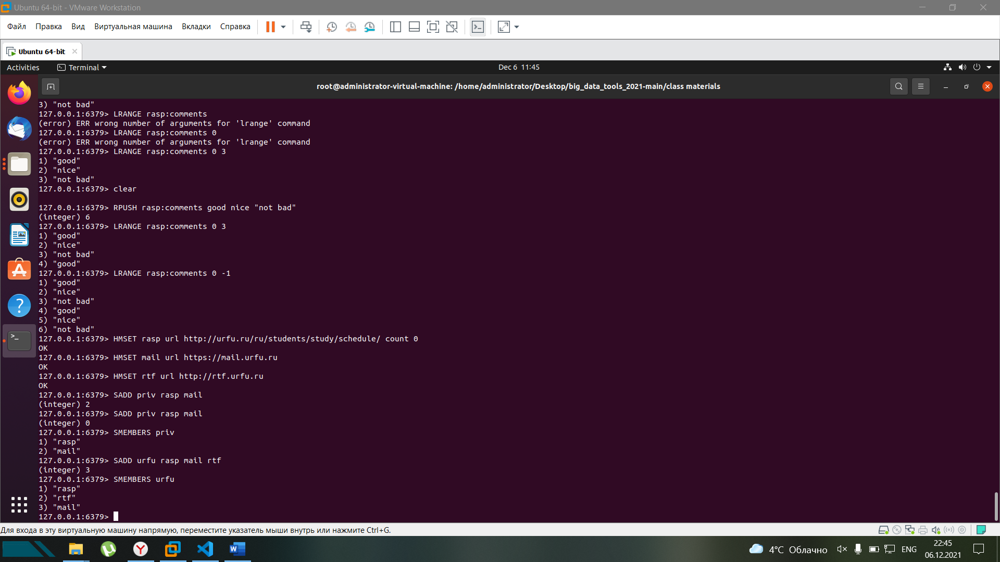 Ubuntu 64-bit - VMware Workstation
Файл Правка Вид Виртуальная машина Вкладки Справка
Ubuntu 64-bit
Activities Terminal Dec 6 11:45
root@administrator-virtual-machine: /home/administrator/Desktop/big_data_tools_2021-main/class materials
3) "not bad"
127.0.0.1:6379> LRANGE rasp:comments
(error) ERR wrong number of arguments for 'lrange' command
127.0.0.1:6379> LRANGE rasp:comments 0
(error) ERR wrong number of arguments for 'lrange' command
127.0.0.1:6379> LRANGE rasp:comments 0 3
1) "good"
2) "nice"
3) "not bad"
127.0.0.1:6379> clear
127.0.0.1:6379> RPUSH rasp:comments good nice "not bad"
(integer) 6
127.0.0.1:6379> LRANGE rasp:comments 0 3
1) "good"
2) "nice"
3) "not bad"
4) "good"
127.0.0.1:6379> LRANGE rasp:comments 0 -1
1) "good"
2) "nice"
3) "not bad"
4) "good"
5) "nice"
6) "not bad"
127.0.0.1:6379> HMSET rasp url http://urfu.ru/ru/students/study/schedule/ count 0
OK
127.0.0.1:6379> HMSET mail url https://mail.urfu.ru
OK
127.0.0.1:6379> HMSET rtf url http://rtf.urfu.ru
OK
127.0.0.1:6379> SADD priv rasp mail
(integer) 2
127.0.0.1:6379> SADD priv rasp mail
(integer) 0
127.0.0.1:6379> SMEMBERS priv
1) "rasp"
2) "mail"
127.0.0.1:6379> SADD urfu rasp mail rtf
(integer) 3
127.0.0.1:6379> SMEMBERS urfu
1) "rasp"
2) "rtf"
3) "mail"
127.0.0.1:6379>
Для входа в эту виртуальную машину напрямую, переместите указатель мыши внутрь или нажмите Ctrl+G.
4°C Облачно ENG 22:45
06.12.2021